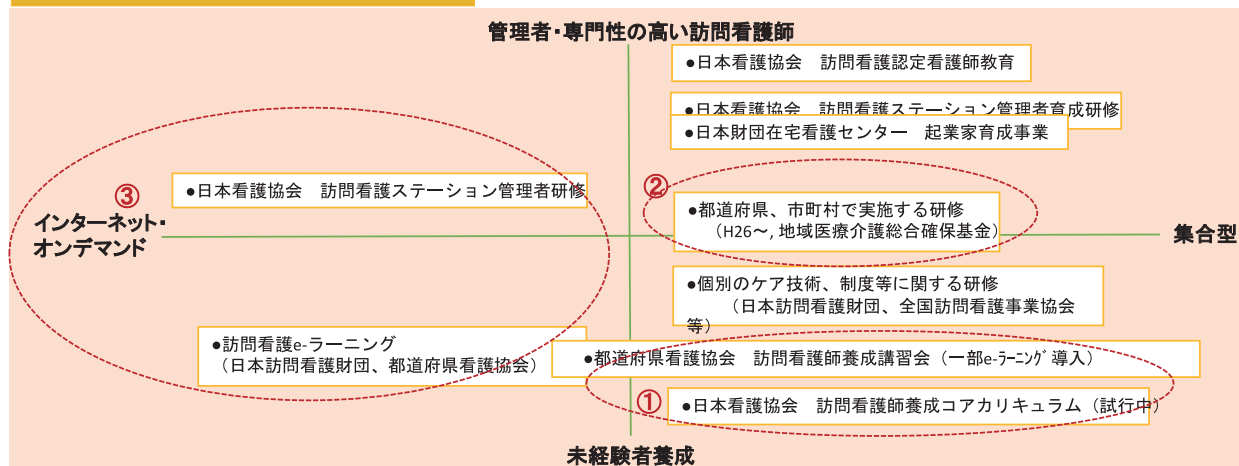 管理者・専門性の高い訪問看護師
●日本看護協会　訪問看護認定看護師教育
●日本看護協会　訪問看護ステーション管理者育成研修
●日本財団在宅看護センター　起業家育成事業
③
●日本看護協会　訪問看護ステーション管理者研修
②
●都道府県、市町村で実施する研修
（H26～, 地域医療介護総合確保基金）
インターネット・
オンデマンド
集合型
●個別のケア技術、制度等に関する研修
（日本訪問看護財団、全国訪問看護事業協会
等）
●訪問看護e-ラーニング
（日本訪問看護財団、都道府県看護協会）
●都道府県看護協会　訪問看護師養成講習会（一部e-ﾗｰﾆﾝｸﾞ導入）
①
●日本看護協会　訪問看護師養成コアカリキュラム（試行中）
未経験者養成